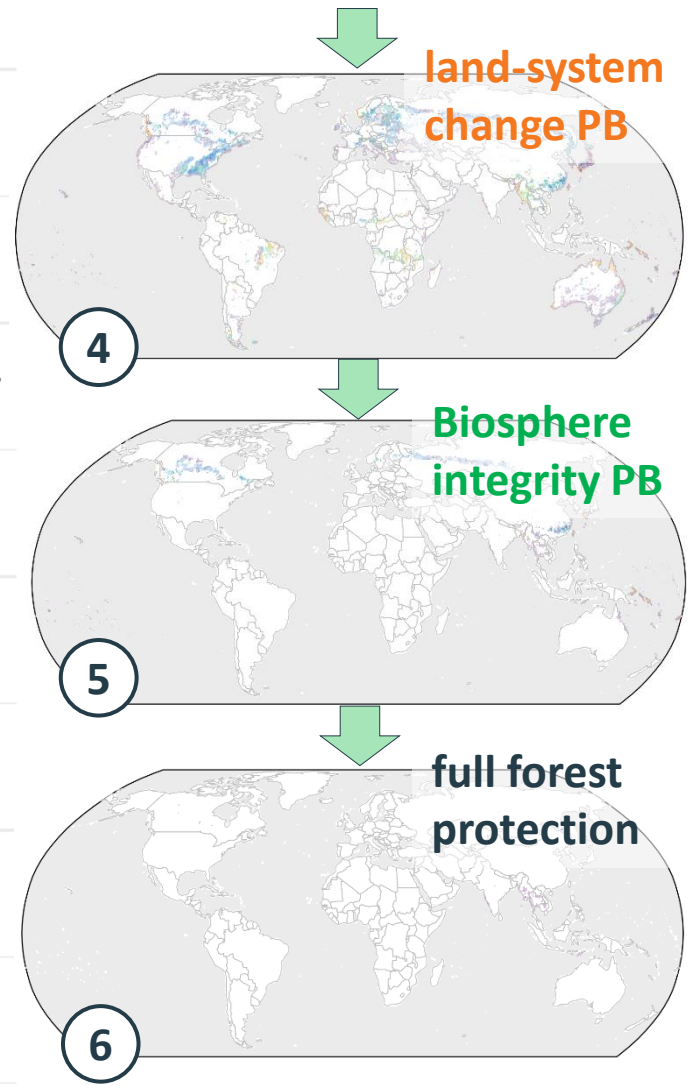 land-system
change PB
4
Biosphere
integrity PB
5
full forest
protection
6